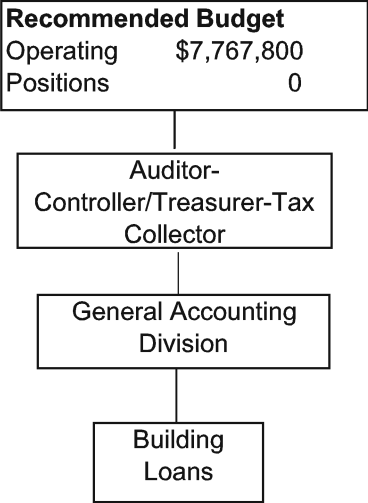 Recommended Budget
Operating $7,767,800
Positions 0
Auditor-
Controller/Treasurer-Tax
Collector
General Accounting
Division
Building
Loans